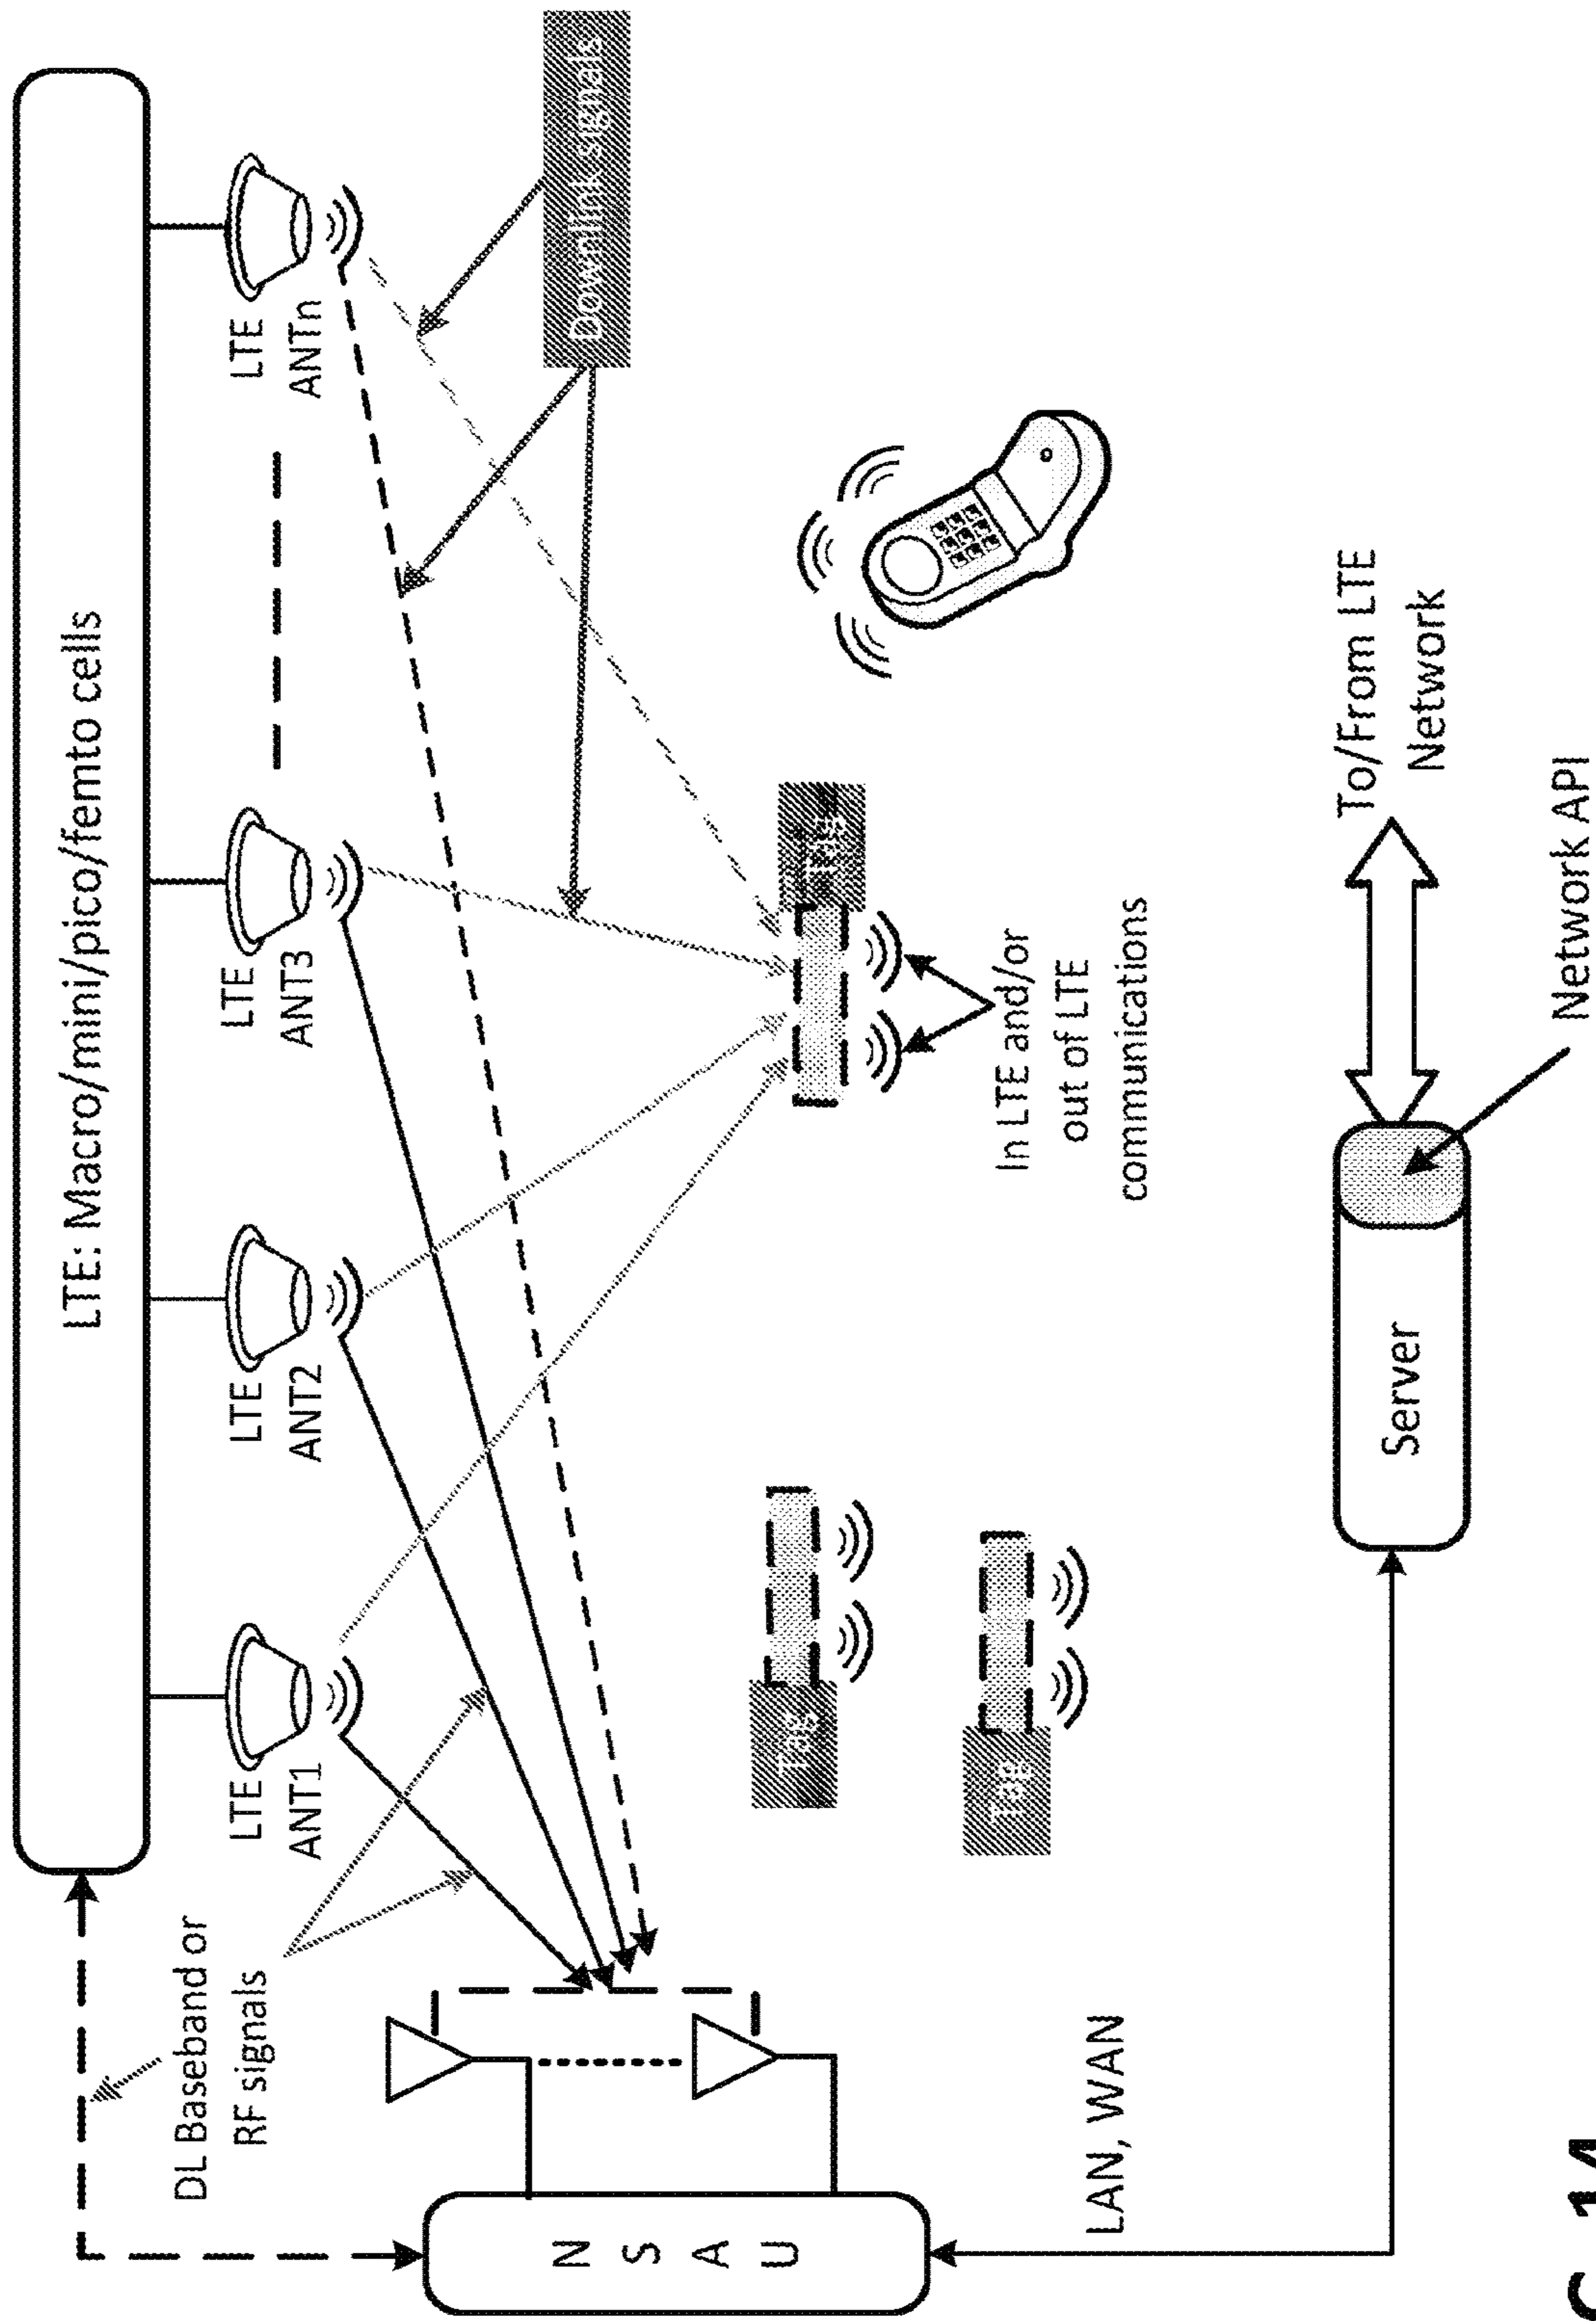 LTE: Macro/mini/pico/femto cells
DL Baseband or
RF signals
LTE
ANT1
LTE
ANT2
LTE
ANT3
LTE
ANTn
Downlink signals
N
S
A
U
Tag
Tag
In LTE and/or
out of LTE
communications
LAN, WAN
Server
To/From LTE
Network
Network API